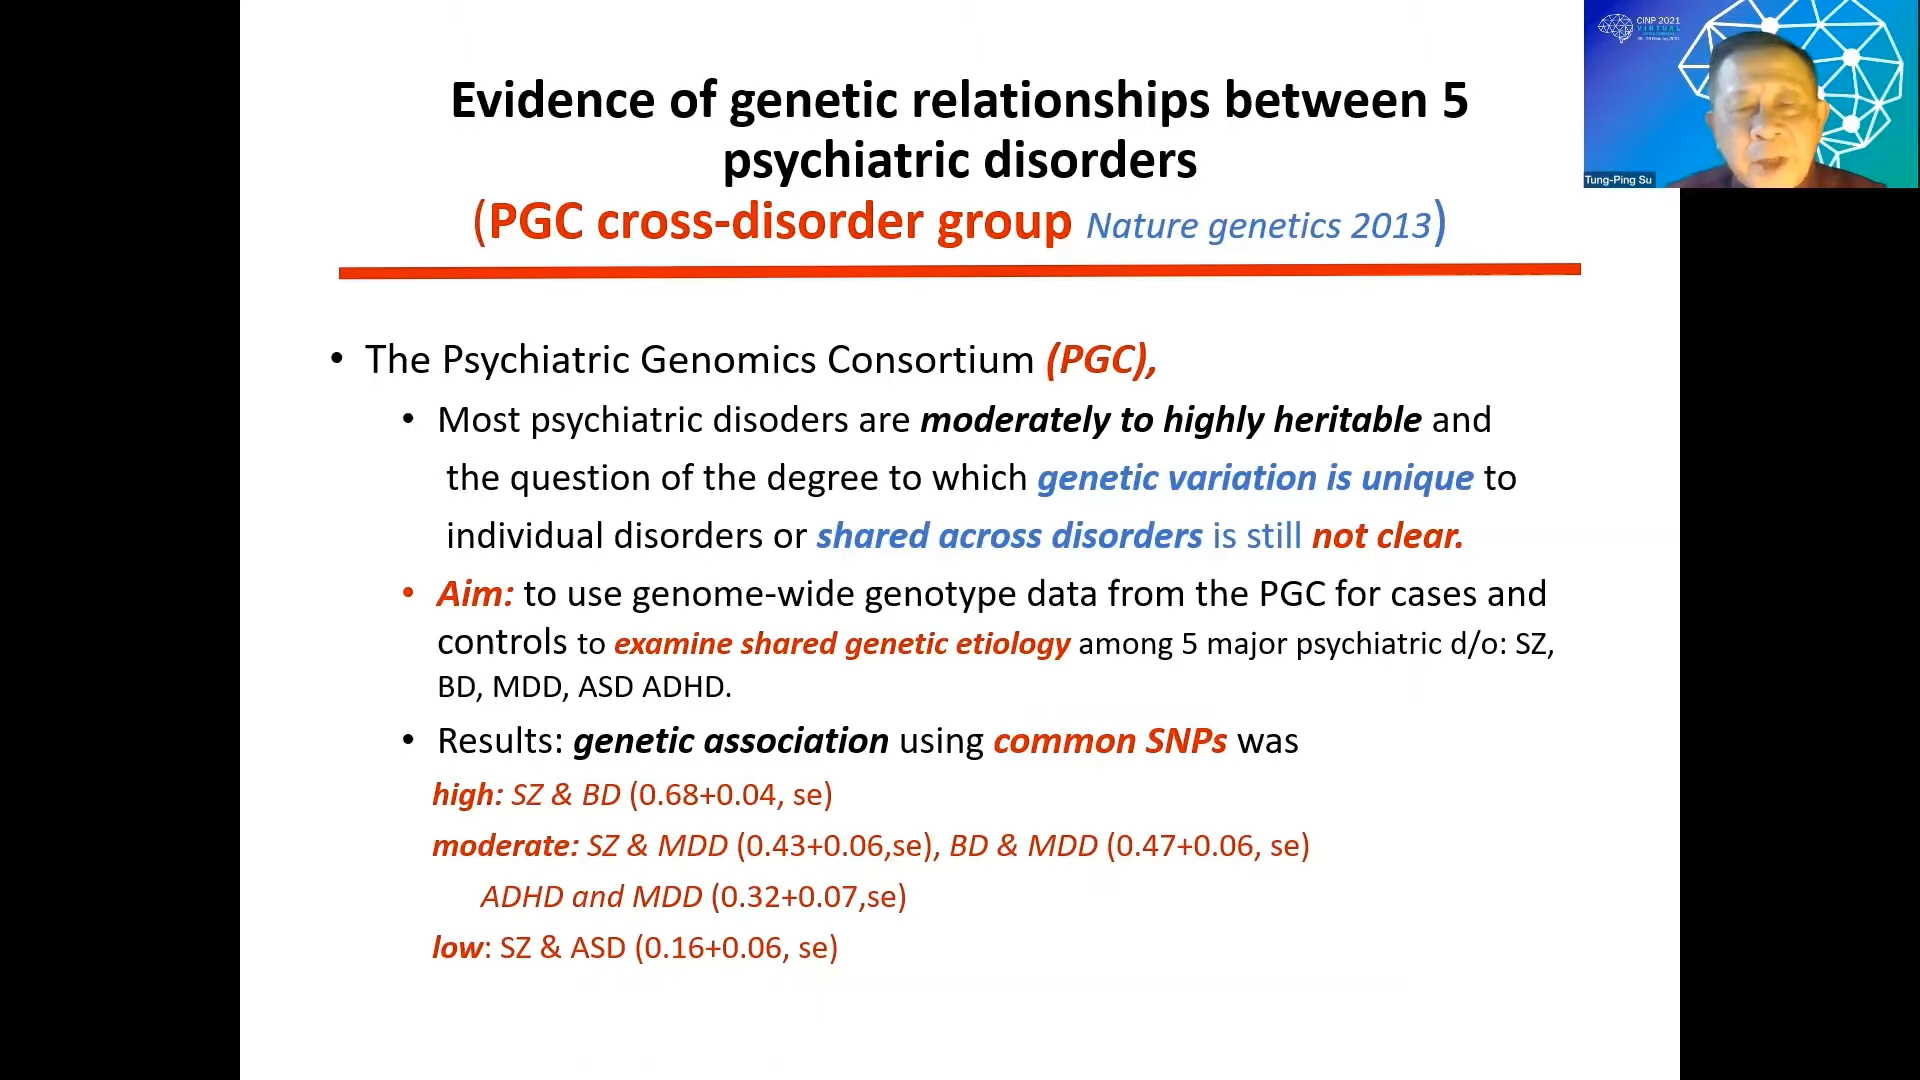 Evidence of genetic relationships between 5
psychiatric disorders
(PGC cross-disorder group Nature genetics 2013)
• The Psychiatric Genomics Consortium (PGC),
• Most psychiatric disoders are moderately to highly heritable and
the question of the degree to which genetic variation is unique to
individual disorders or shared across disorders is still not clear.
• Aim: to use genome-wide genotype data from the PGC for cases and
controls to examine shared genetic etiology among 5 major psychiatric d/o: SZ,
BD, MDD, ASD ADHD.
• Results: genetic association using common SNPs was
high: SZ & BD (0.68+0.04, se)
moderate: SZ & MDD (0.43+0.06,se), BD & MDD (0.47+0.06, se)
ADHD and MDD (0.32+0.07,se)
low: SZ & ASD (0.16+0.06, se)
CINP 2021
VIRTUAL
Tung-Ping Su